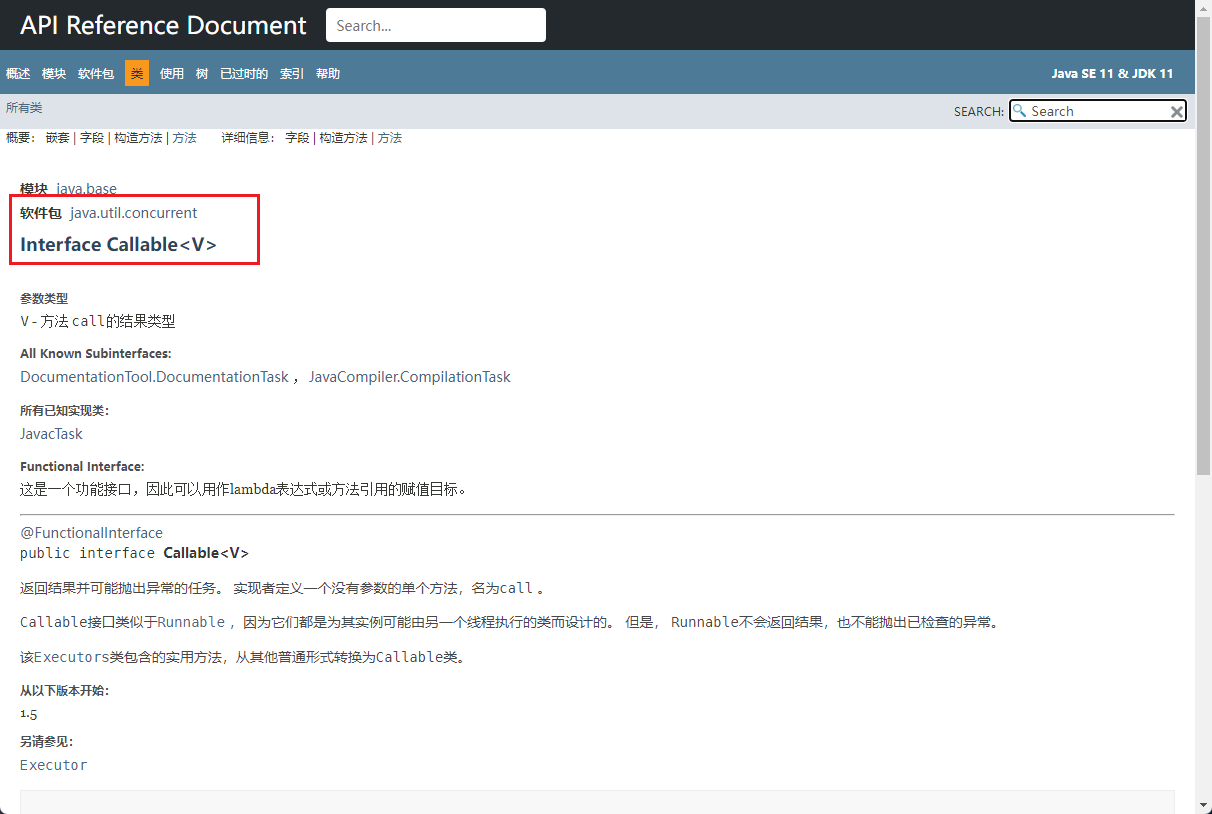 API Reference Document Search...
概述 模块 软件包 类 使用 树 已过时的 索引 帮助 Java SE 11 & JDK 11
所有类 SEARCH: Search
概要： 嵌套 | 字段 | 构造方法 | 方法 详细信息： 字段 | 构造方法 | 方法
模块 java.base
软件包 java.util.concurrent
Interface Callable<V>
参数类型
V - 方法 call的结果类型
All Known Subinterfaces:
DocumentationTool.DocumentationTask ， JavaCompiler.CompilationTask
所有已知实现类：
JavacTask
Functional Interface:
这是一个功能接口，因此可以用作lambda表达式或方法引用的赋值目标。
@FunctionalInterface
public interface Callable<V>
返回结果并可能抛出异常的任务。 实现者定义一个没有参数的单个方法，名为call 。
Callable接口类似于Runnable ，因为它们都是为其实例可能由另一个线程执行的类而设计的。 但是， Runnable不会返回结果，也不能抛出已检查的异常。
该Executors类包含的实用方法，从其他普通形式转换为Callable类。
从以下版本开始：
1.5
另请参见：
Executor